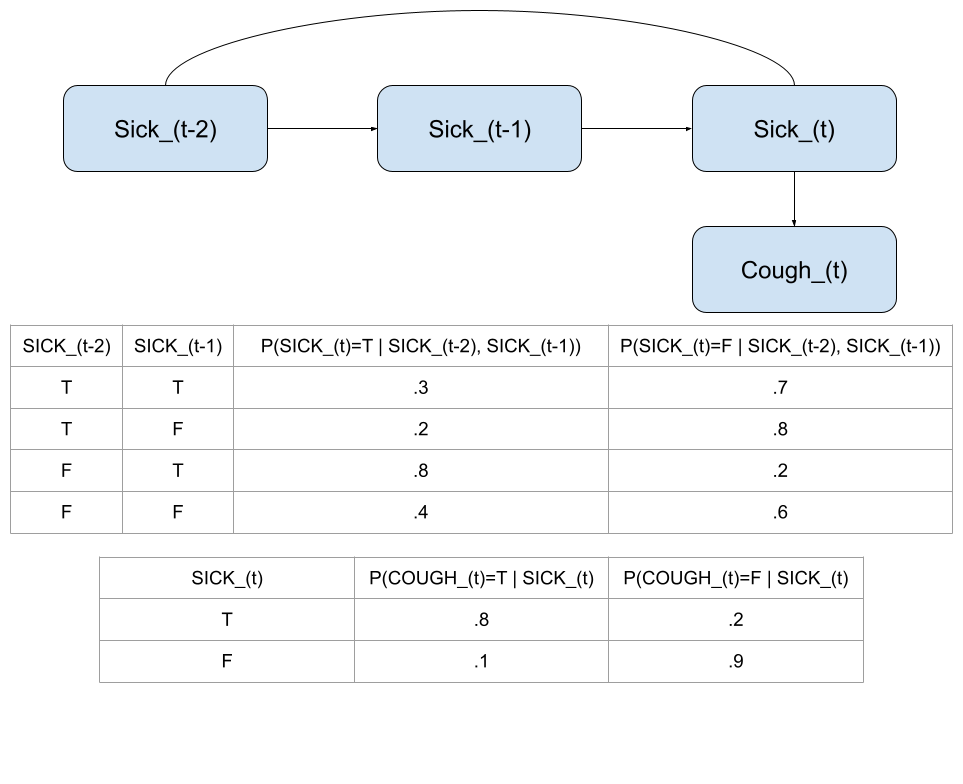 Sick_(t-2) Sick_(t-1) Sick_(t)
Cough_(t)
SICK_(t-2) SICK_(t-1) P(SICK_(t)=T | SICK_(t-2), SICK_(t-1)) P(SICK_(t)=F | SICK_(t-2), SICK_(t-1))
T T .3 .7
T F .2 .8
F T .8 .2
F F .4 .6
SICK_(t) P(COUGH_(t)=T | SICK_(t) P(COUGH_(t)=F | SICK_(t)
T .8 .2
F .1 .9